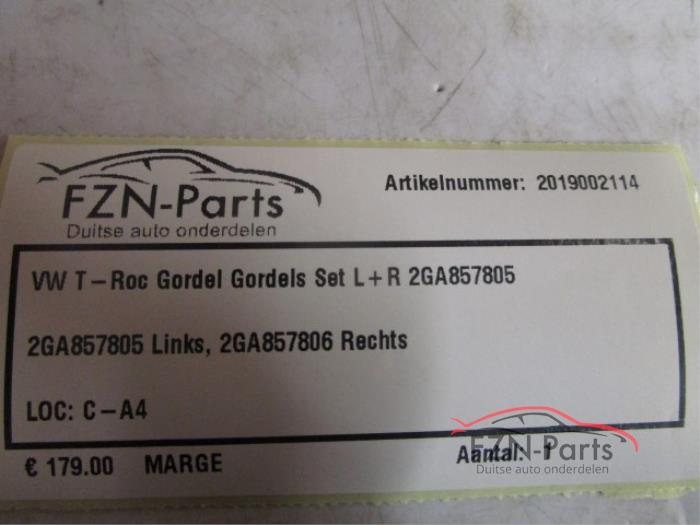 FZN-Parts
Duitse auto onderdelen
Artikelnummer: 2019002114
VW T-Roc Gordel Gordels Set L+R 2GA857805
2GA857805 Links, 2GA857806 Rechts
LOC: C-A4
€ 179.00 MARGE
Aantal: 1
FZN-Parts
Duitse auto onderdelen